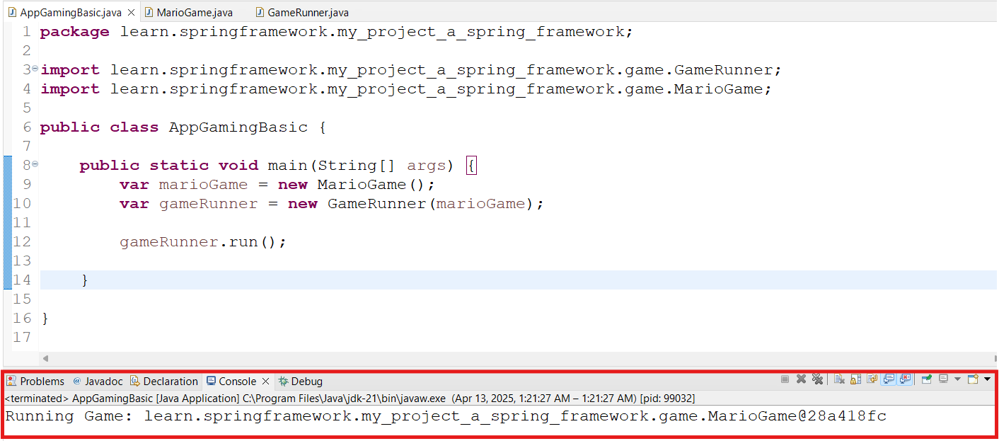 AppGamingBasic.java MarioGame.java GameRunner.java
1 package learn.springframework.my_project_a_spring_framework;
2
3 import learn.springframework.my_project_a_spring_framework.game.GameRunner;
4 import learn.springframework.my_project_a_spring_framework.game.MarioGame;
5
6 public class AppGamingBasic {
7
8     public static void main(String[] args) {
9         var marioGame = new MarioGame();
10         var gameRunner = new GameRunner(marioGame);
11
12         gameRunner.run();
13
14     }
15
16 }
17
Problems @ Javadoc Declaration Console Debug
<terminated> AppGamingBasic [Java Application] C:\Program Files\Java\jdk-21\bin\javaw.exe (Apr 13, 2025, 1:21:27 AM – 1:21:27 AM) [pid: 99032]
Running Game: learn.springframework.my_project_a_spring_framework.game.MarioGame@28a418fc